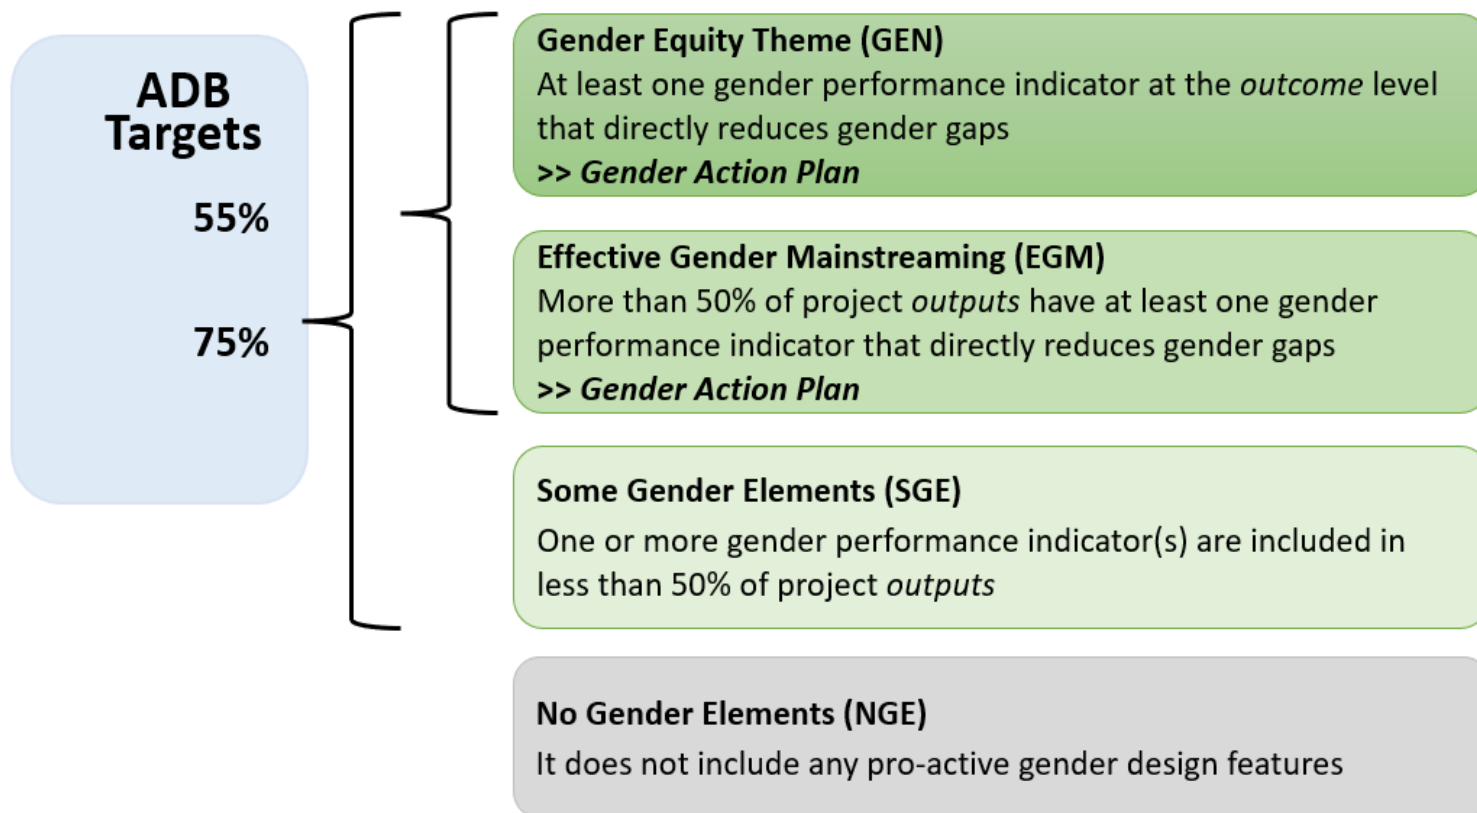 ADB
Targets
55%
75%
Gender Equity Theme (GEN)
At least one gender performance indicator at the outcome level
that directly reduces gender gaps
>> Gender Action Plan
Effective Gender Mainstreaming (EGM)
More than 50% of project outputs have at least one gender
performance indicator that directly reduces gender gaps
>> Gender Action Plan
Some Gender Elements (SGE)
One or more gender performance indicator(s) are included in
less than 50% of project outputs
No Gender Elements (NGE)
It does not include any pro-active gender design features